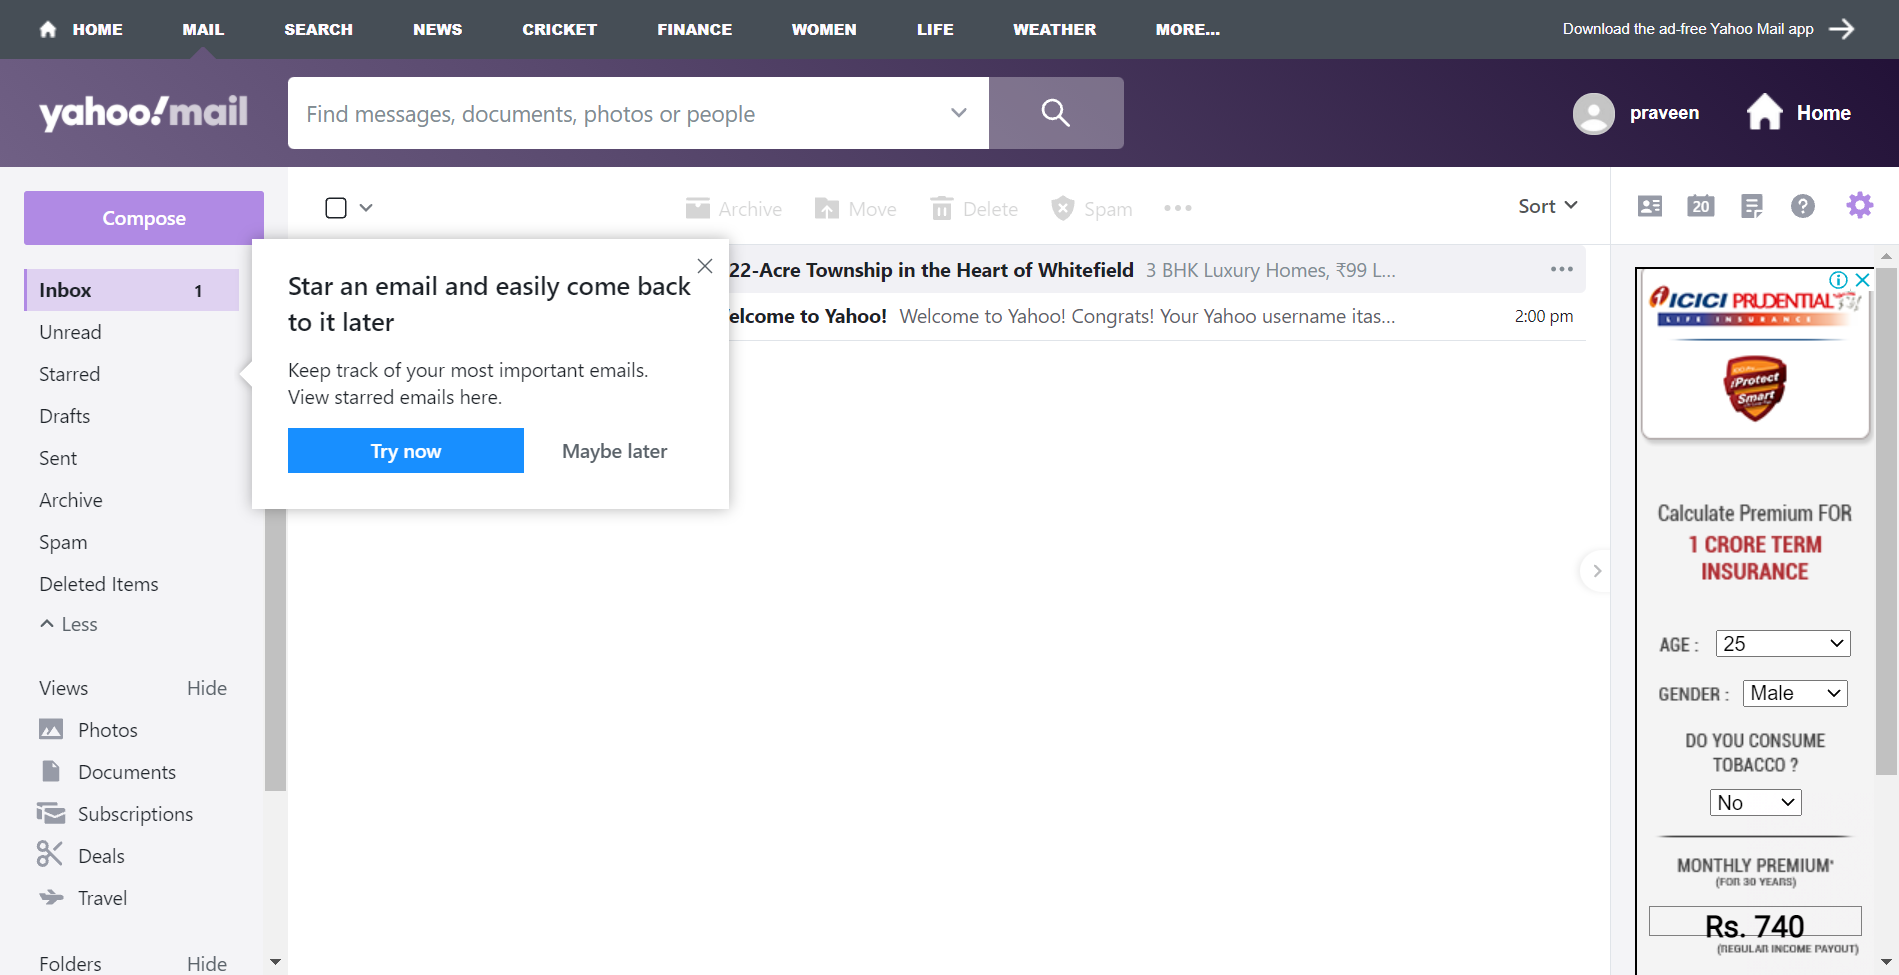 HOME MAIL SEARCH NEWS CRICKET FINANCE WOMEN LIFE WEATHER MORE... Download the ad-free Yahoo Mail app
yahoo!mail Find messages, documents, photos or people praveen Home
Compose
Archive Move Delete Spam Sort 20
Inbox 1
Unread
Starred
Drafts
Sent
Archive
Spam
Deleted Items
Less
Views Hide
Photos
Documents
Subscriptions
Deals
Travel
Folders Hide
Star an email and easily come back
to it later
Keep track of your most important emails.
View starred emails here.
Try now Maybe later
22-Acre Township in the Heart of Whitefield 3 BHK Luxury Homes, ₹99 L...
elcome to Yahoo! Welcome to Yahoo! Congrats! Your Yahoo username itas... 2:00 pm
ICICI PRUDENTIAL
LIFE INSURANCE
iProtect
Smart
Calculate Premium FOR
1 CRORE TERM
INSURANCE
AGE : 25
GENDER : Male
DO YOU CONSUME
TOBACCO ?
No
MONTHLY PREMIUM*
(FOR 30 YEARS)
Rs. 740
(REGULAR INCOME PAYOUT)